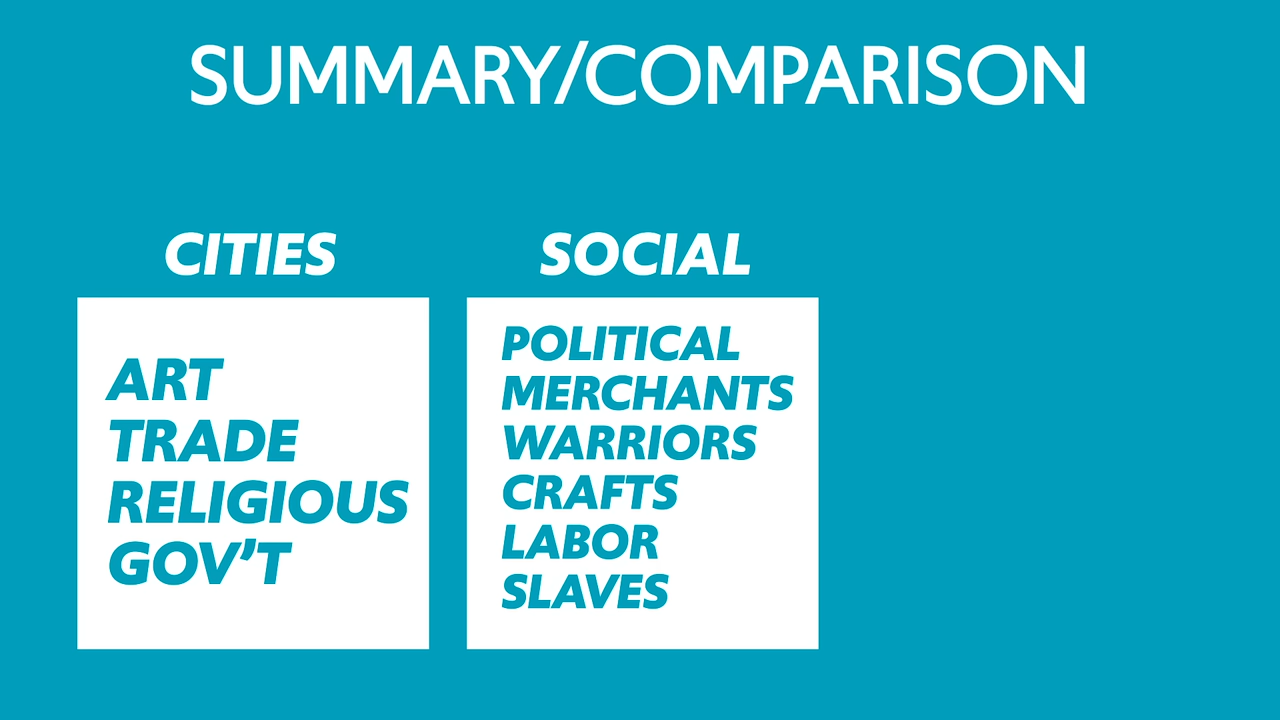 SUMMARY/COMPARISON
CITIES
ART
TRADE
RELIGIOUS
GOV'T
SOCIAL
POLITICAL
MERCHANTS
WARRIORS
CRAFTS
LABOR
SLAVES